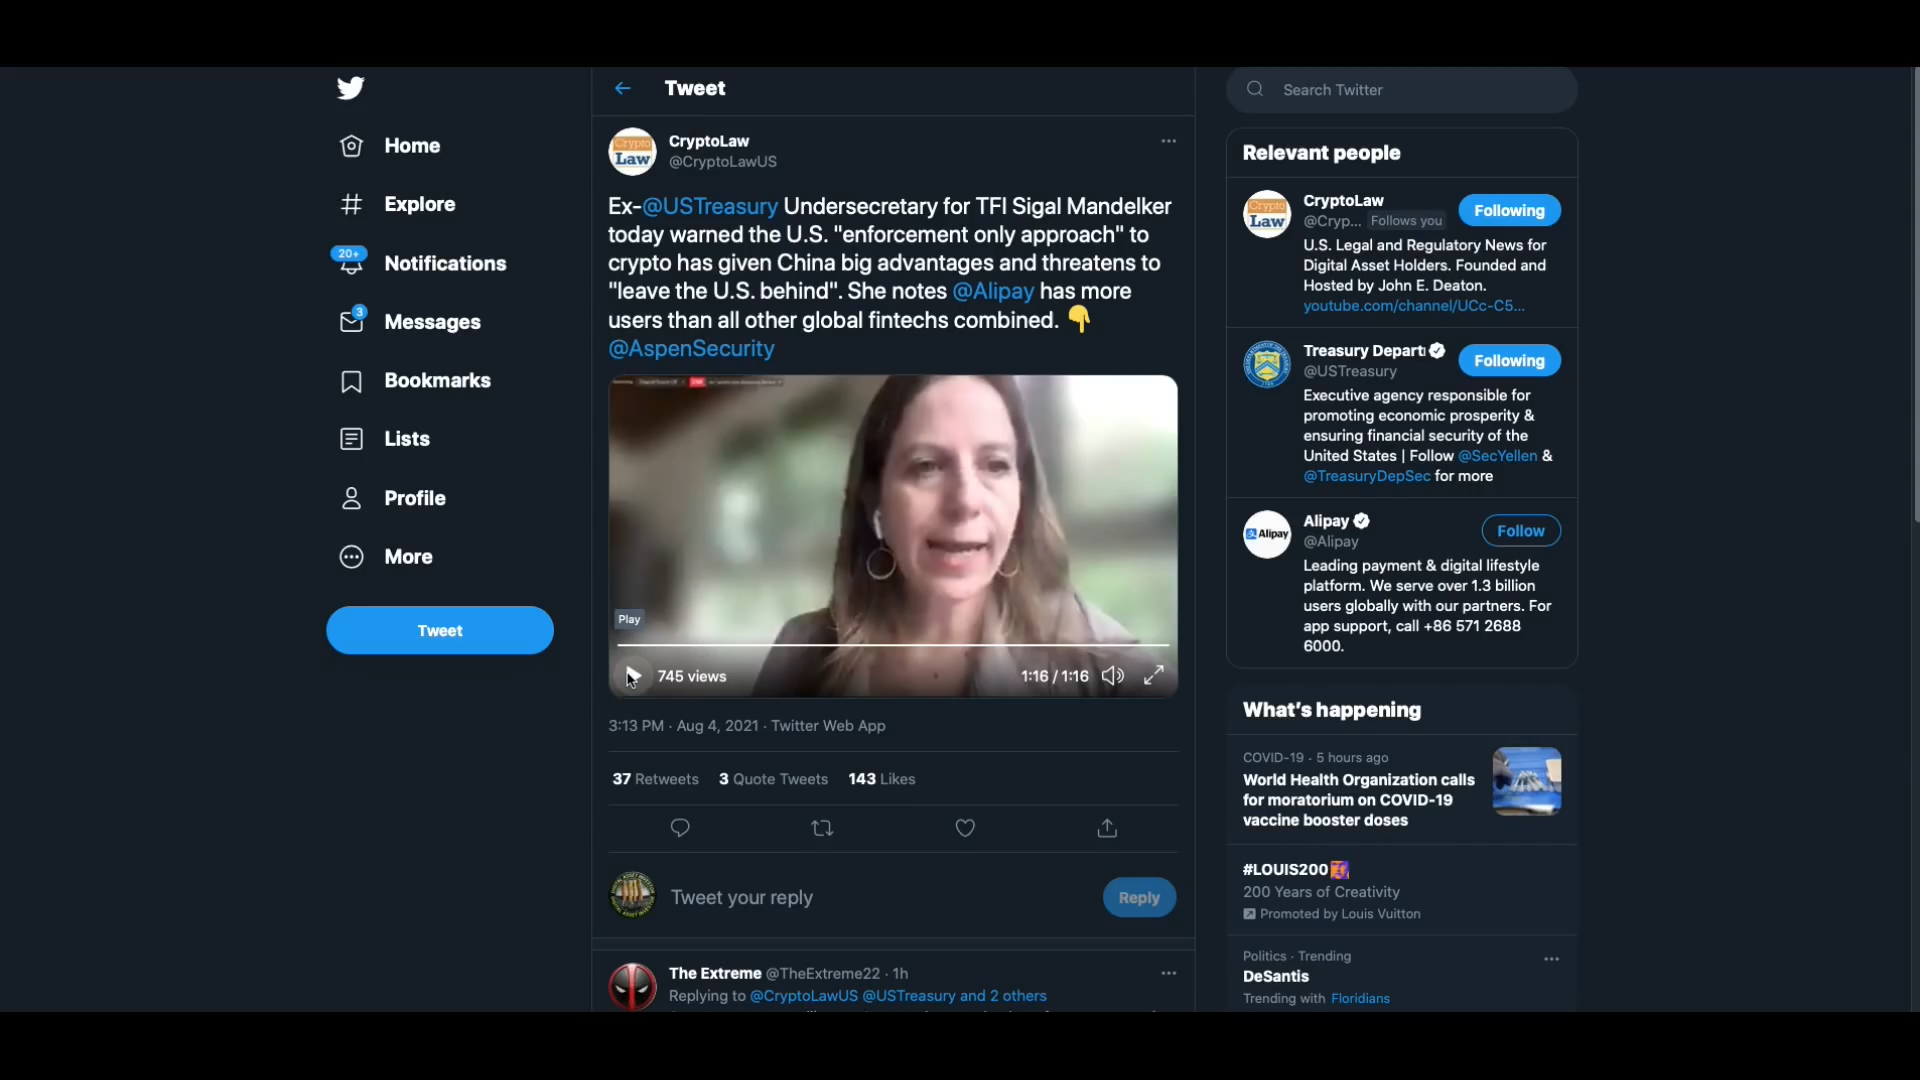 Tweet
Search Twitter
Home
Explore
20+
Notifications
3
Messages
Bookmarks
Lists
Profile
More
Tweet
Crypto
Law
CryptoLaw
@CryptoLawUS
Ex-@USTreasury Undersecretary for TFI Sigal Mandelker
today warned the U.S. "enforcement only approach" to
crypto has given China big advantages and threatens to
"leave the U.S. behind". She notes @Alipay has more
users than all other global fintechs combined. 👇
@AspenSecurity
Play
745 views
1:16 / 1:16
3:13 PM · Aug 4, 2021 · Twitter Web App
37 Retweets 3 Quote Tweets 143 Likes
Tweet your reply
Reply
The Extreme @TheExtreme22 · 1h
Replying to @CryptoLawUS @USTreasury and 2 others
Relevant people
Crypto
Law
CryptoLaw
@Cryp... Follows you
Following
U.S. Legal and Regulatory News for
Digital Asset Holders. Founded and
Hosted by John E. Deaton.
youtube.com/channel/UCc-C5...
Treasury Depart
@USTreasury
Following
Executive agency responsible for
promoting economic prosperity &
ensuring financial security of the
United States | Follow @SecYellen &
@TreasuryDepSec for more
Alipay
Alipay
@Alipay
Follow
Leading payment & digital lifestyle
platform. We serve over 1.3 billion
users globally with our partners. For
app support, call +86 571 2688
6000.
What's happening
COVID-19 · 5 hours ago
World Health Organization calls
for moratorium on COVID-19
vaccine booster doses
#LOUIS200
200 Years of Creativity
Promoted by Louis Vuitton
Politics · Trending
DeSantis
Trending with Floridians